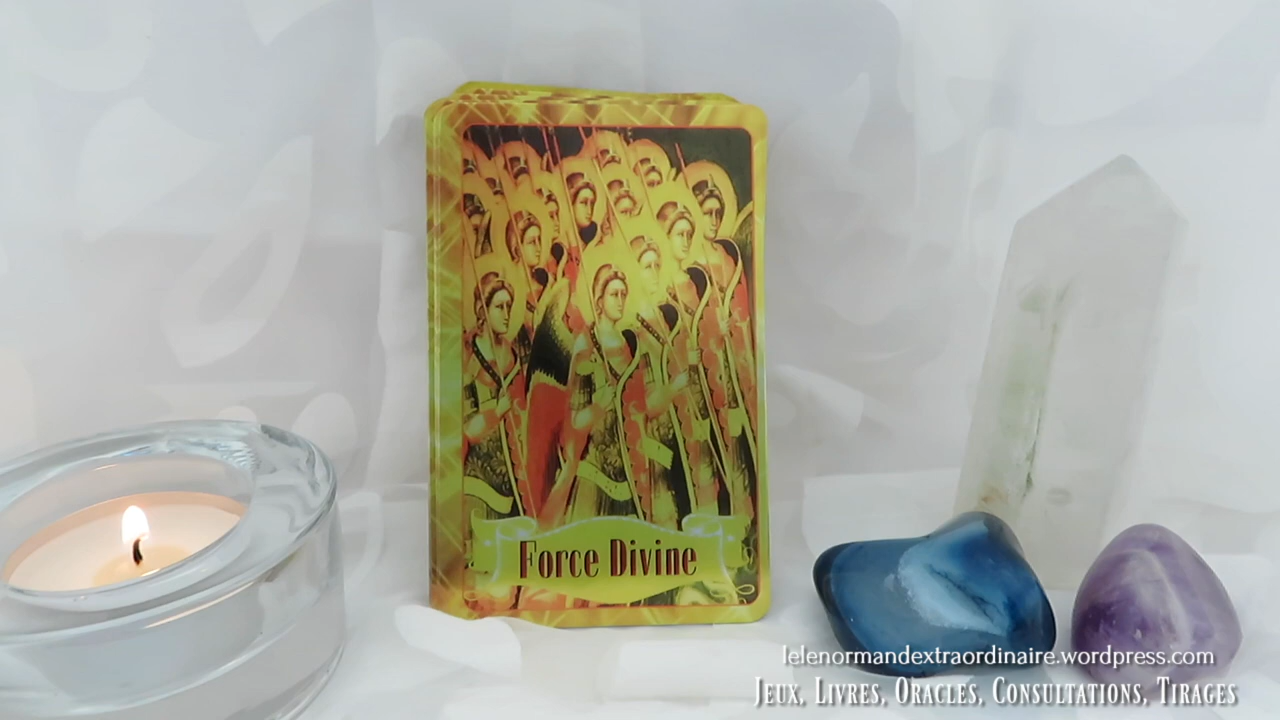 Force Divine
lelenormandextraordinaire.wordpress.com
Jeux, Livres, Oracles, Consultations, Tirages